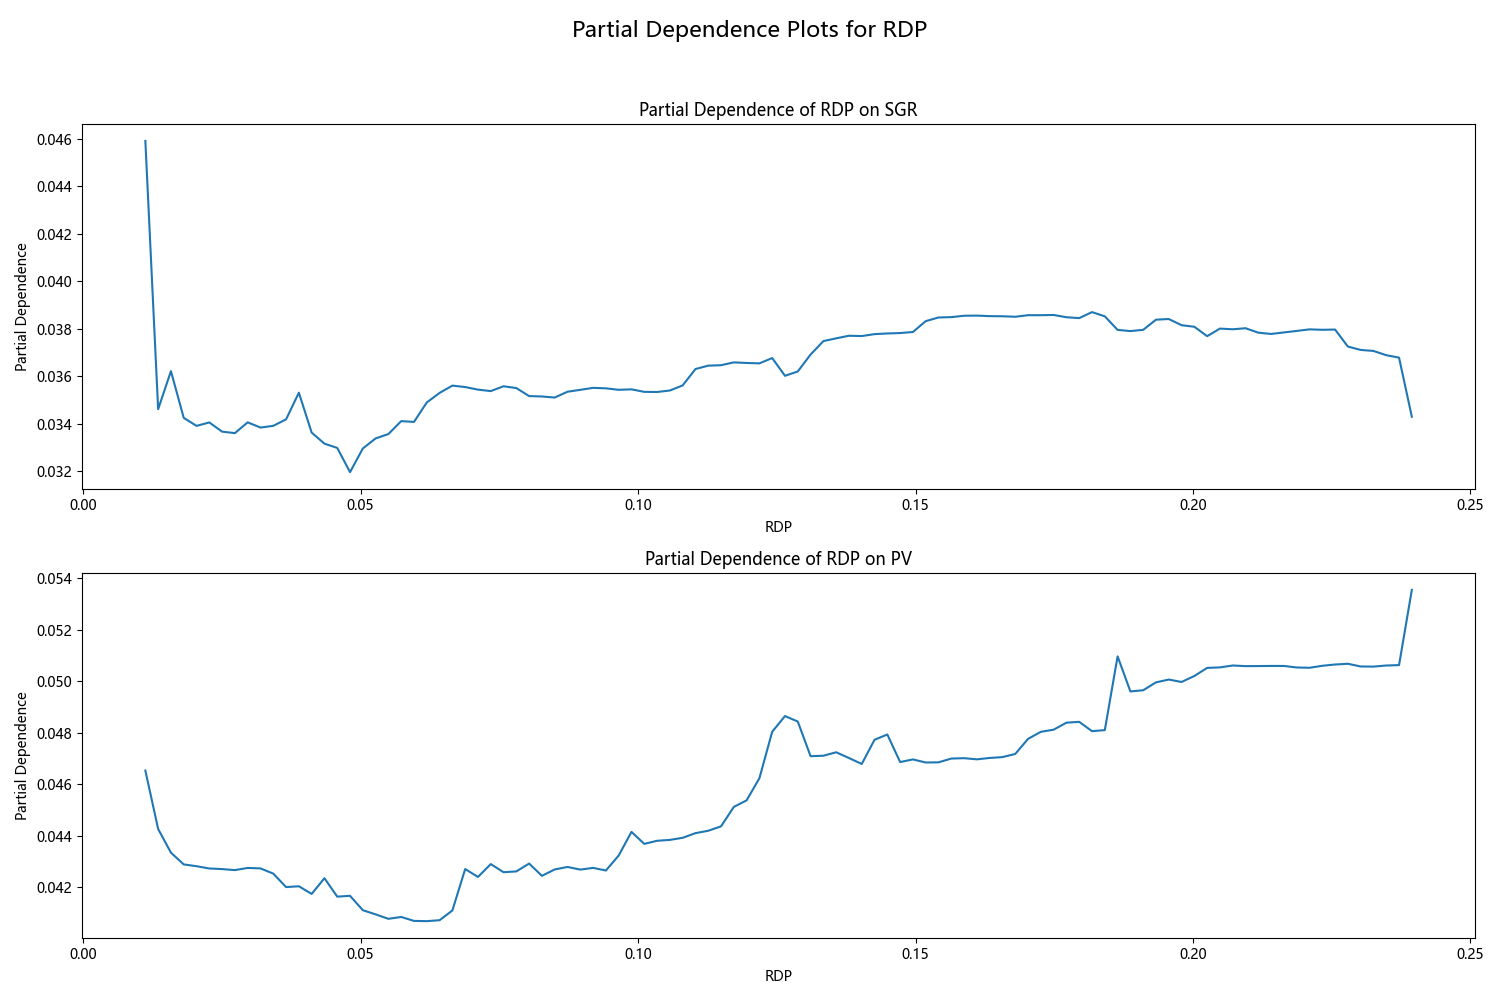 Partial Dependence Plots for RDP
Partial Dependence of RDP on SGR
Partial Dependence
0.046
0.044
0.042
0.040
0.038
0.036
0.034
0.032
0.00 0.05 0.10 0.15 0.20 0.25
RDP
Partial Dependence of RDP on PV
Partial Dependence
0.054
0.052
0.050
0.048
0.046
0.044
0.042
0.00 0.05 0.10 0.15 0.20 0.25
RDP